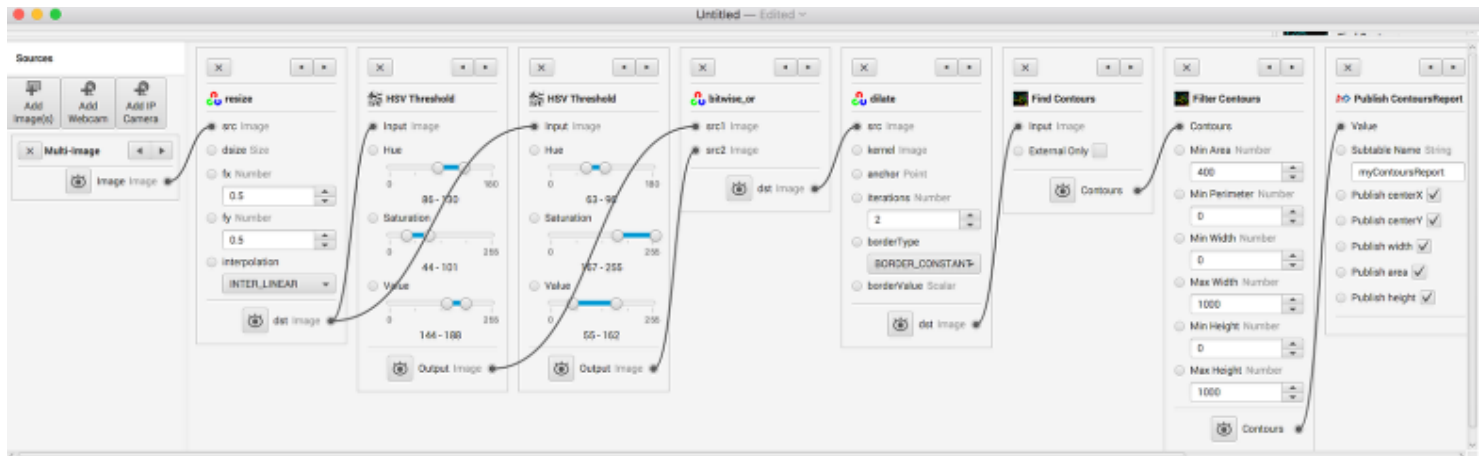 Untitled — Edited
Sources
Add Image(s)
Add Webcam
Add IP Camera
Multi-Image
Image Image
resize
src Image
dsize Size
fx Number
0.5
fy Number
0.5
interpolation
INTER_LINEAR
dst Image
HSV Threshold
Input Image
Hue
0 180
86 - 130
Saturation
0 255
44 - 101
Value
0 255
144 - 188
Output Image
HSV Threshold
Input Image
Hue
0 180
Saturation
0 255
167 - 255
Value
0 255
55 - 162
Output Image
bitwise_or
src1 Image
src2 Image
dst Image
dilate
src Image
kernel Image
anchor Point
iterations Number
2
borderType
BORDER_CONSTANT
borderValue Scalar
dst Image
Find Contours
Input Image
External Only
Contours
Filter Contours
Contours
Min Area Number
400
Min Perimeter Number
0
Min Width Number
0
Max Width Number
1000
Min Height Number
0
Max Height Number
1000
Contours
Publish ContoursReport
Value
Subtable Name String
myContoursReport
Publish centerX
Publish centerY
Publish width
Publish area
Publish height